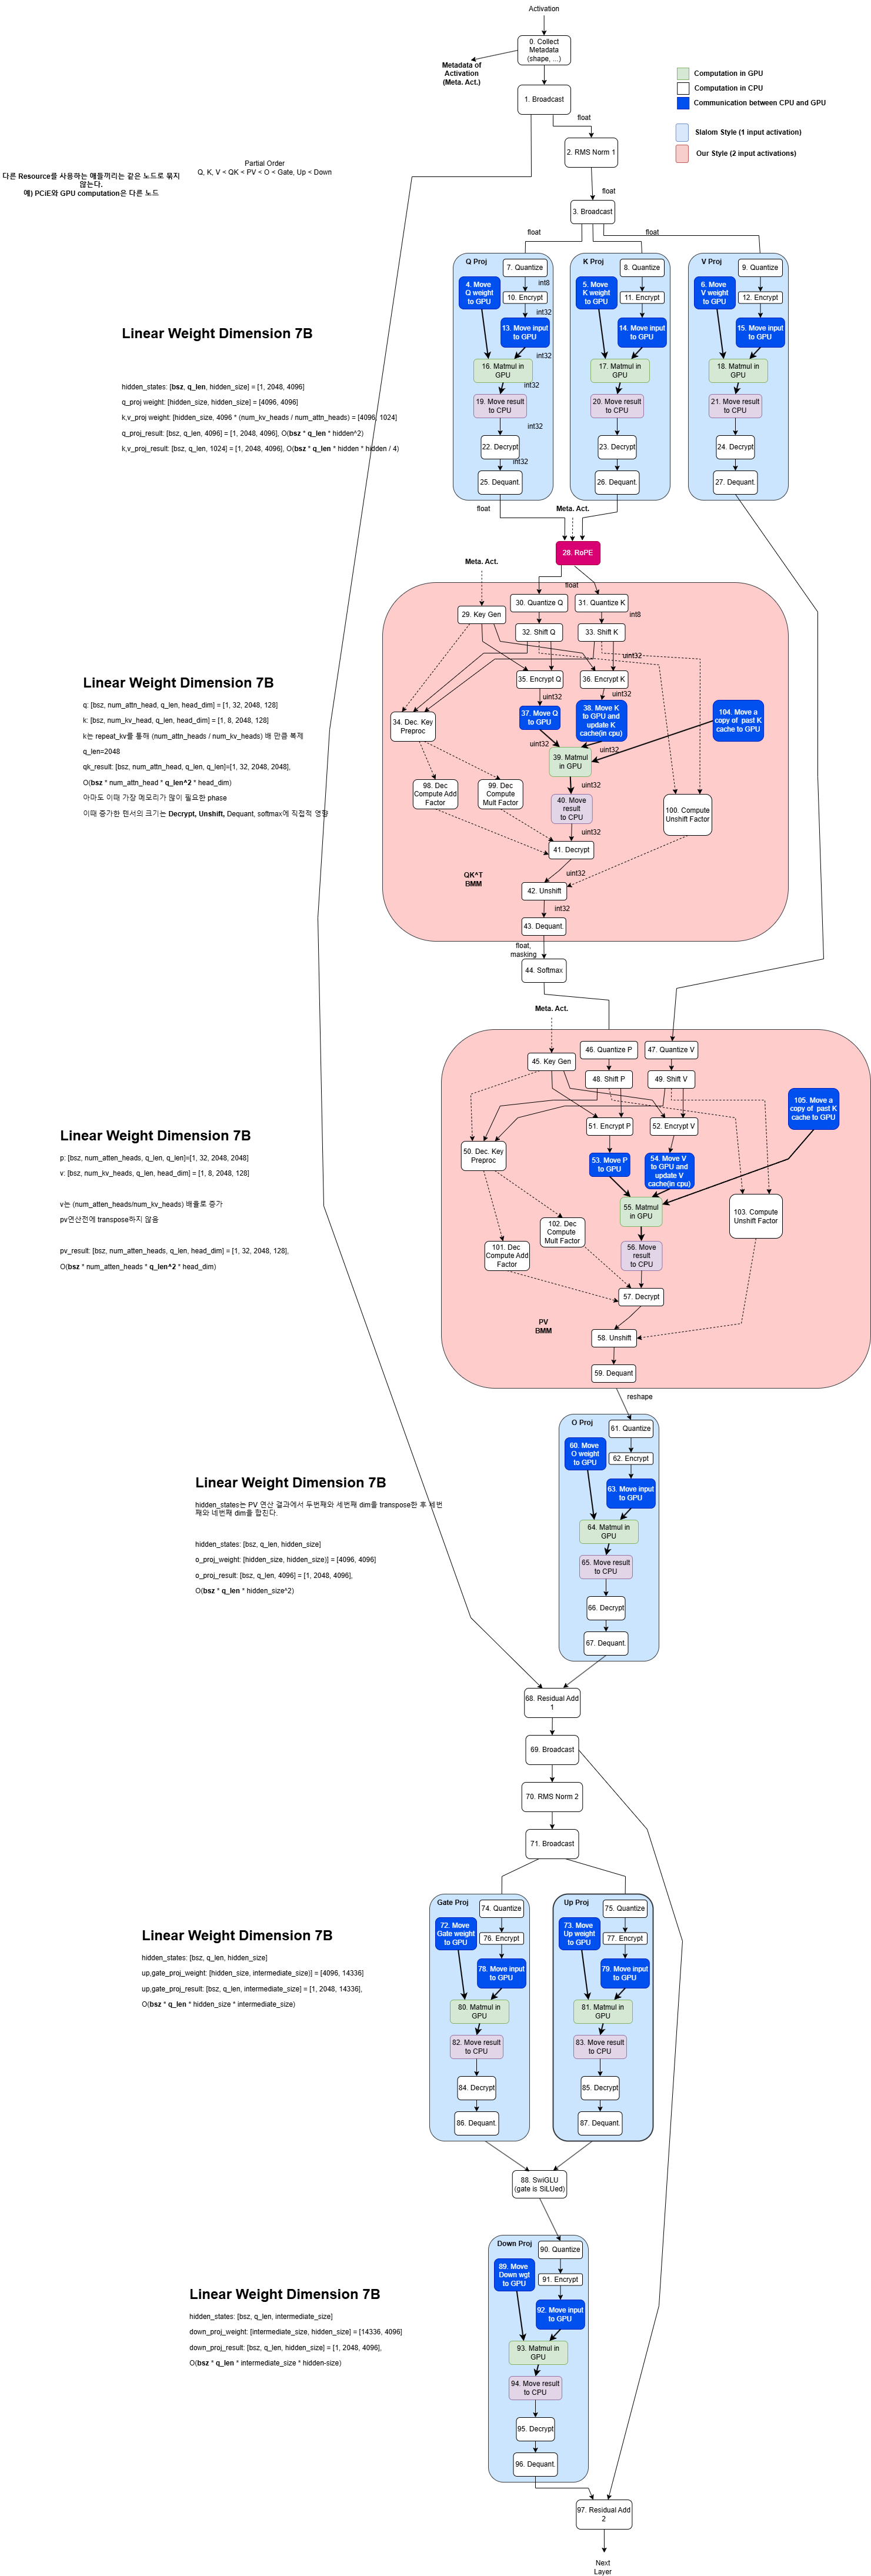 Activation
0. Collect
Metadata
(shape, ...)
Metadata of
Activation
(Meta. Act.)
1. Broadcast
float
2. RMS Norm 1
float
3. Broadcast
Computation in GPU
Computation in CPU
Communication between CPU and GPU
Slalom Style (1 input activation)
Our Style (2 input activations)
다른 Resource를 사용하는 애들끼리는 같은 노드로 묶지
않는다.
예) PCiE와 GPU computation은 다른 노드
Partial Order
Q, K, V < QK < PV < O < Gate, Up < Down
float
float
Q Proj
7. Quantize
4. Move
Q weight
to GPU
int8
10. Encrypt
int32
13. Move input
to GPU
int32
16. Matmul in
GPU
int32
19. Move result
to CPU
int32
22. Decrypt
int32
25. Dequant.
float
K Proj
8. Quantize
5. Move
K weight
to GPU
11. Encrypt
14. Move input
to GPU
17. Matmul in
GPU
20. Move result
to CPU
23. Decrypt
26. Dequant.
V Proj
9. Quantize
6. Move
V weight
to GPU
12. Encrypt
15. Move input
to GPU
18. Matmul in
GPU
21. Move result
to CPU
24. Decrypt
27. Dequant.
Linear Weight Dimension 7B
hidden_states: [bsz, q_len, hidden_size] = [1, 2048, 4096]
q_proj weight: [hidden_size, hidden_size] = [4096, 4096]
k,v_proj weight: [hidden_size, 4096 * (num_kv_heads / num_attn_heads) = [4096, 1024]
q_proj_result: [bsz, q_len, 4096] = [1, 2048, 4096], O(bsz * q_len * hidden^2)
k,v_proj_result: [bsz, q_len, 1024] = [1, 2048, 4096], O(bsz * q_len * hidden * hidden / 4)
Meta. Act.
28. RoPE
Meta. Act.
float
29. Key Gen
30. Quantize Q
31. Quantize K
int8
32. Shift Q
33. Shift K
uint32
35. Encrypt Q
36. Encrypt K
uint32
uint32
34. Dec. Key
Preproc
37. Move Q
to GPU
38. Move K
to GPU and
update K
cache(in cpu)
104. Move a
copy of past K
cache to GPU
uint32
uint32
39. Matmul
in GPU
98. Dec
Compute Add
Factor
99. Dec
Compute
Mult Factor
uint32
40. Move
result
to CPU
100. Compute
Unshift Factor
uint32
41. Decrypt
uint32
QK^T
BMM
42. Unshift
int32
43. Dequant.
float,
masking
44. Softmax
Linear Weight Dimension 7B
q: [bsz, num_attn_head, q_len, head_dim] = [1, 32, 2048, 128]
k: [bsz, num_kv_head, q_len, head_dim] = [1, 8, 2048, 128]
k는 repeat_kv를 통해 (num_attn_heads / num_kv_heads) 배 만큼 복제
q_len=2048
qk_result: [bsz, num_attn_head, q_len, q_len]=[1, 32, 2048, 2048],
O(bsz * num_attn_head * q_len^2 * head_dim)
아마도 이때 가장 메모리가 많이 필요한 phase
이때 증가한 텐서의 크기는 Decrypt, Unshift, Dequant, softmax에 직접적 영향
Meta. Act.
45. Key Gen
46. Quantize P
47. Quantize V
48. Shift P
49. Shift V
51. Encrypt P
52. Encrypt V
105. Move a
copy of past K
cache to GPU
50. Dec. Key
Preproc
53. Move P
to GPU
54. Move V
to GPU and
update V
cache(in cpu)
55. Matmul
in GPU
103. Compute
Unshift Factor
101. Dec
Compute Add
Factor
102. Dec
Compute
Mult Factor
56. Move
result
to CPU
57. Decrypt
PV
BMM
58. Unshift
59. Dequant
reshape
Linear Weight Dimension 7B
p: [bsz, num_atten_heads, q_len, q_len]=[1, 32, 2048, 2048]
v: [bsz, num_kv_heads, q_len, head_dim] = [1, 8, 2048, 128]
v는 (num_atten_heads/num_kv_heads) 배율로 증가
pv연산전에 transpose하지 않음
pv_result: [bsz, num_atten_heads, q_len, head_dim] = [1, 32, 2048, 128],
O(bsz * num_atten_heads * q_len^2 * head_dim)
O Proj
61. Quantize
60. Move
O weight
to GPU
62. Encrypt
63. Move input
to GPU
64. Matmul in
GPU
65. Move result
to CPU
66. Decrypt
67. Dequant.
Linear Weight Dimension 7B
hidden_states는 PV 연산 결과에서 두번째와 세번째 dim을 transpose한 후 세번
째와 네번째 dim을 합친다.
hidden_states: [bsz, q_len, hidden_size]
o_proj_weight: [hidden_size, hidden_size)] = [4096, 4096]
o_proj_result: [bsz, q_len, 4096] = [1, 2048, 4096],
O(bsz * q_len * hidden_size^2)
68. Residual Add
1
69. Broadcast
70. RMS Norm 2
71. Broadcast
Gate Proj
74. Quantize
72. Move
Gate weight
to GPU
76. Encrypt
78. Move input
to GPU
80. Matmul in
GPU
82. Move result
to CPU
84. Decrypt
86. Dequant.
Up Proj
75. Quantize
73. Move
Up weight
to GPU
77. Encrypt
79. Move input
to GPU
81. Matmul in
GPU
83. Move result
to CPU
85. Decrypt
87. Dequant.
Linear Weight Dimension 7B
hidden_states: [bsz, q_len, hidden_size]
up,gate_proj_weight: [hidden_size, intermediate_size)] = [4096, 14336]
up,gate_proj_result: [bsz, q_len, intermediate_size] = [1, 2048, 14336],
O(bsz * q_len * hidden_size * intermediate_size)
88. SwiGLU
(gate is SiLUed)
Down Proj
90. Quantize
89. Move
Down wgt
to GPU
91. Encrypt
92. Move input
to GPU
93. Matmul in
GPU
94. Move result
to CPU
95. Decrypt
96. Dequant.
Linear Weight Dimension 7B
hidden_states: [bsz, q_len, intermediate_size]
down_proj_weight: [intermediate_size, hidden_size] = [14336, 4096]
down_proj_result: [bsz, q_len, hidden_size] = [1, 2048, 4096],
O(bsz * q_len * intermediate_size * hidden-size)
97. Residual Add
2
Next
Layer